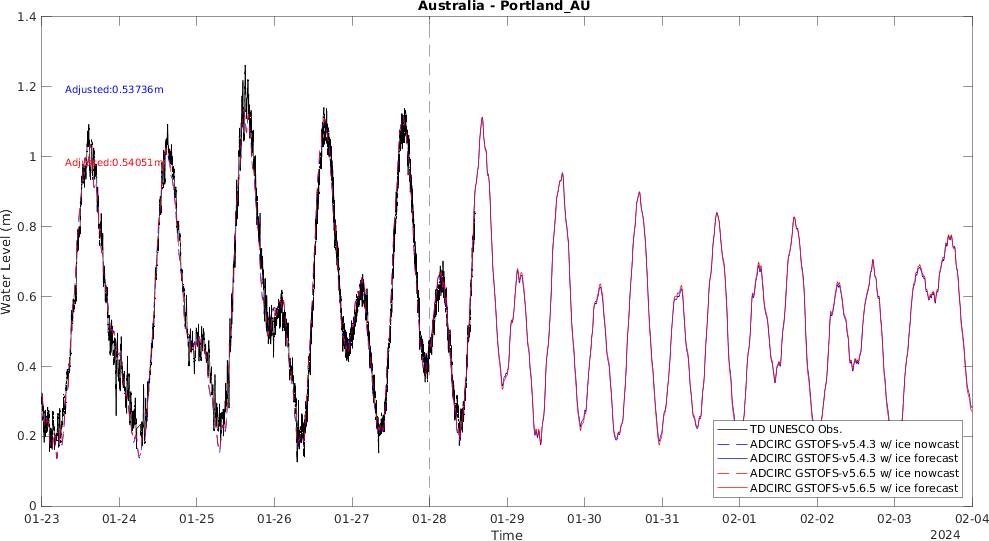 Australia - Portland_AU
1.4
1.2
1
0.8
0.6
0.4
0.2
0
Water Level (m)
Adjusted:0.53736m
Adjusted:0.54051m
TD UNESCO Obs.
ADCIRC GSTOFS-v5.4.3 w/ ice nowcast
ADCIRC GSTOFS-v5.4.3 w/ ice forecast
ADCIRC GSTOFS-v5.6.5 w/ ice nowcast
ADCIRC GSTOFS-v5.6.5 w/ ice forecast
01-23 01-24 01-25 01-26 01-27 01-28 01-29 01-30 01-31 02-01 02-02 02-03 02-04
Time
2024